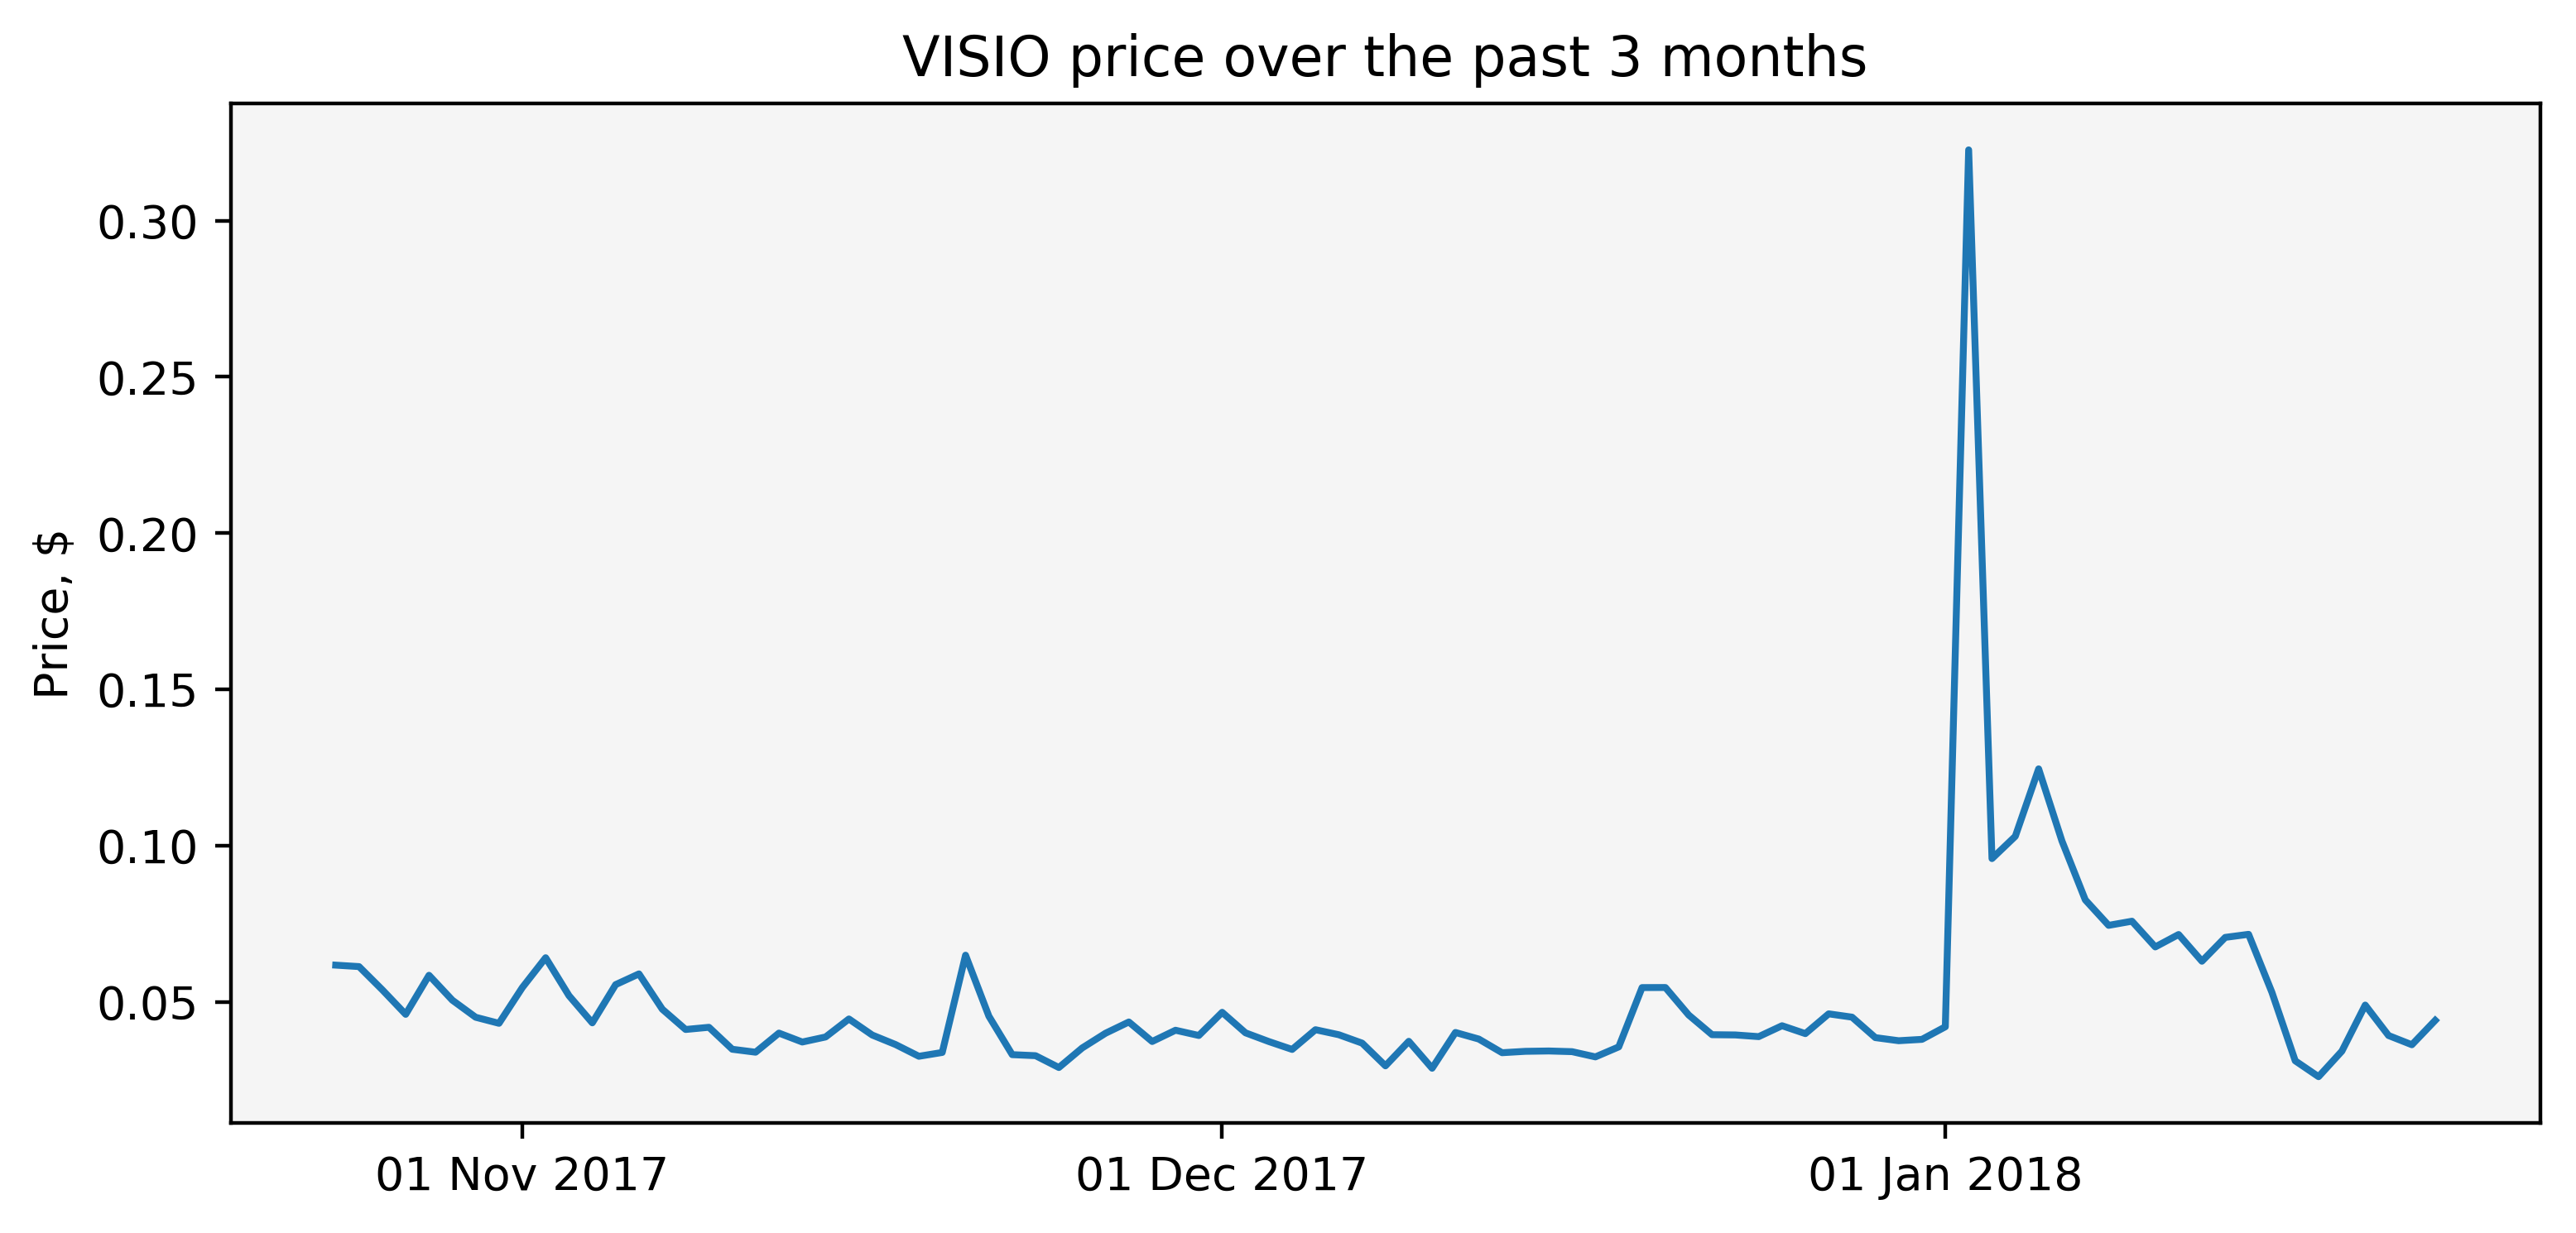 VISIO price over the past 3 months
Price, $
0.30
0.25
0.20
0.15
0.10
0.05
01 Nov 2017
01 Dec 2017
01 Jan 2018